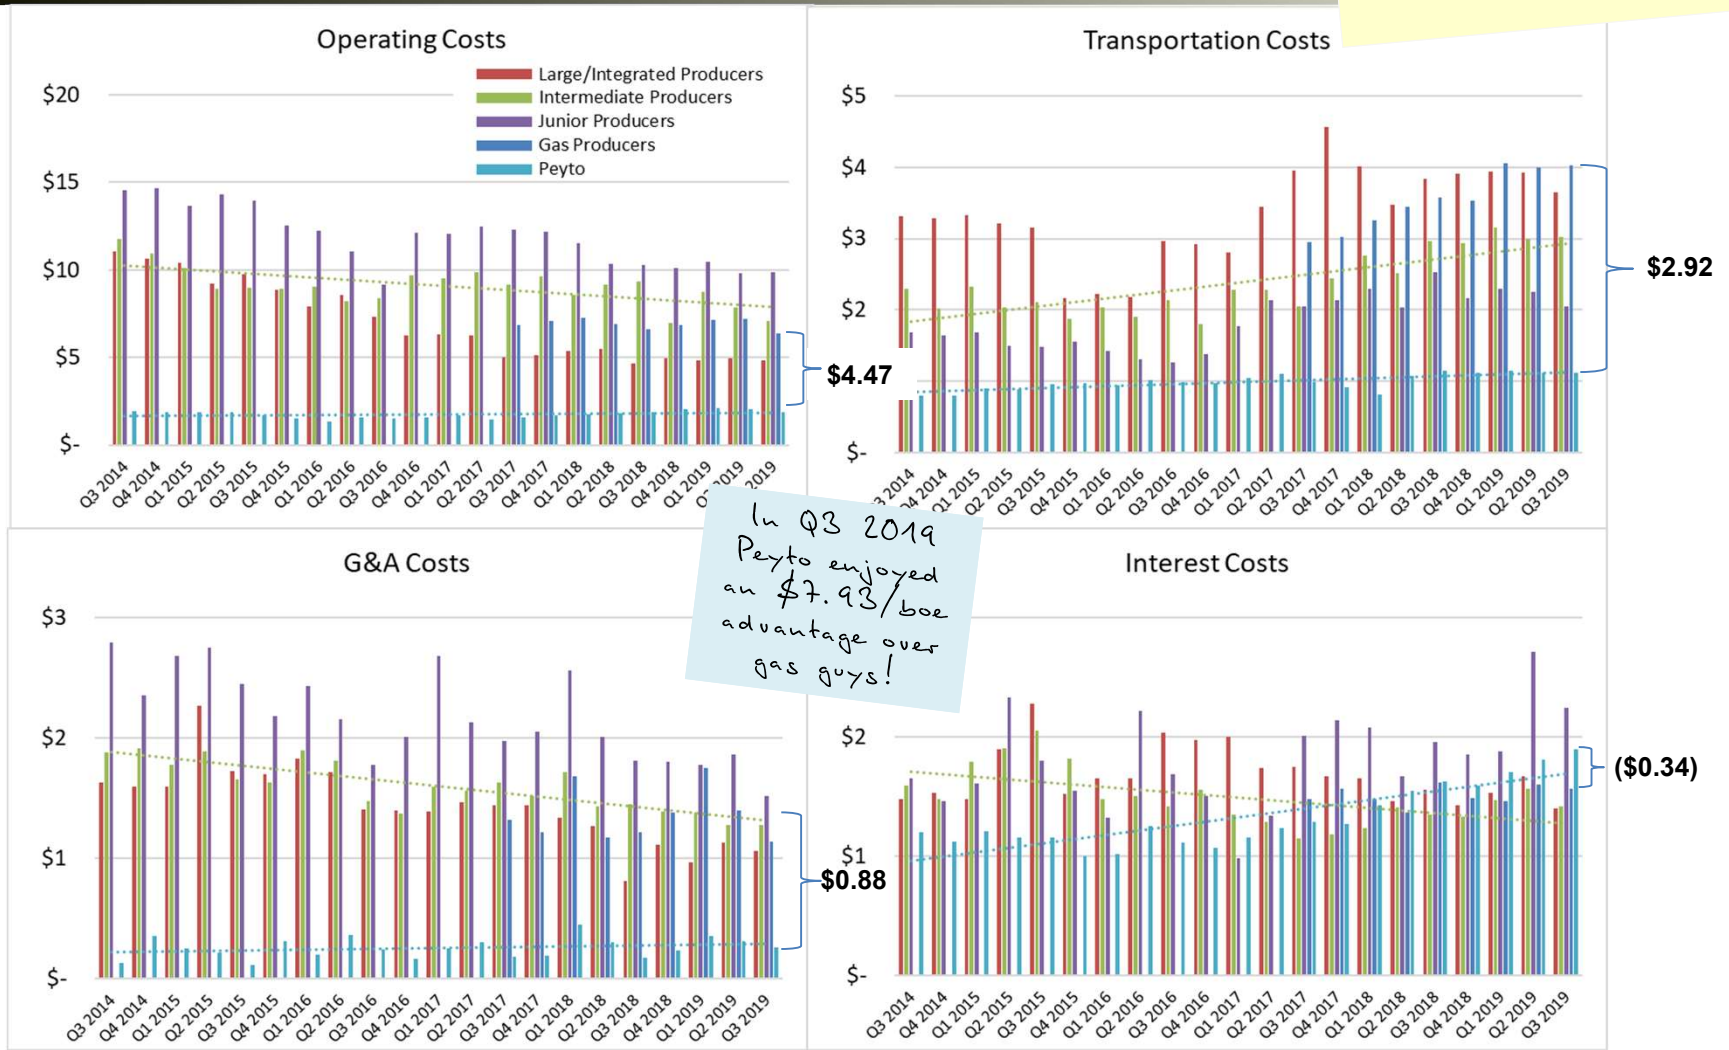 Operating Costs
Large/Integrated Producers
Intermediate Producers
Junior Producers
Gas Producers
Peyto
$20
$15
$10
$5
$-
Q3 2014
Q4 2014
Q1 2015
Q2 2015
Q3 2015
Q4 2015
Q1 2016
Q2 2016
Q3 2016
Q4 2016
Q1 2017
Q2 2017
Q3 2017
Q4 2017
Q1 2018
Q2 2018
Q3 2018
Q4 2018
Q1 2019
2019
2019
$4.47
Transportation Costs
$5
$4
$3
$2
$-
3 2014
4 2014
Q1 2015
Q2 2015
Q3 2015
Q4 2015
Q1 2016
Q2 2016
Q3 2016
Q4 2016
Q1 2017
Q2 2017
Q3 2017
Q4 2017
Q1 2018
Q2 2018
Q3 2018
Q4 2018
Q1 2019
Q2 2019
Q3 2019
$2.92
In Q3 2019
Peyto enjoyed
an $7.93/boe
advantage over
gas guys!
G&A Costs
$3
$2
$1
$-
Q3 2014
Q4 2014
Q1 2015
Q2 2015
Q3 2015
Q4 2015
Q1 2016
Q2 2016
Q3 2016
Q4 2016
Q1 2017
Q2 2017
Q3 2017
Q4 2017
Q1 2018
Q2 2018
Q3 2018
Q4 2018
Q1 2019
Q2 2019
Q3 2019
$0.88
Interest Costs
$2
$1
$-
Q3 2014
Q4 2014
Q1 2015
Q2 2015
Q3 2015
Q4 2015
Q1 2016
Q2 2016
Q3 2016
Q4 2016
Q1 2017
Q2 2017
Q3 2017
Q4 2017
Q1 2018
Q2 2018
Q3 2018
Q4 2018
Q1 2019
Q2 2019
Q3 2019
($0.34)